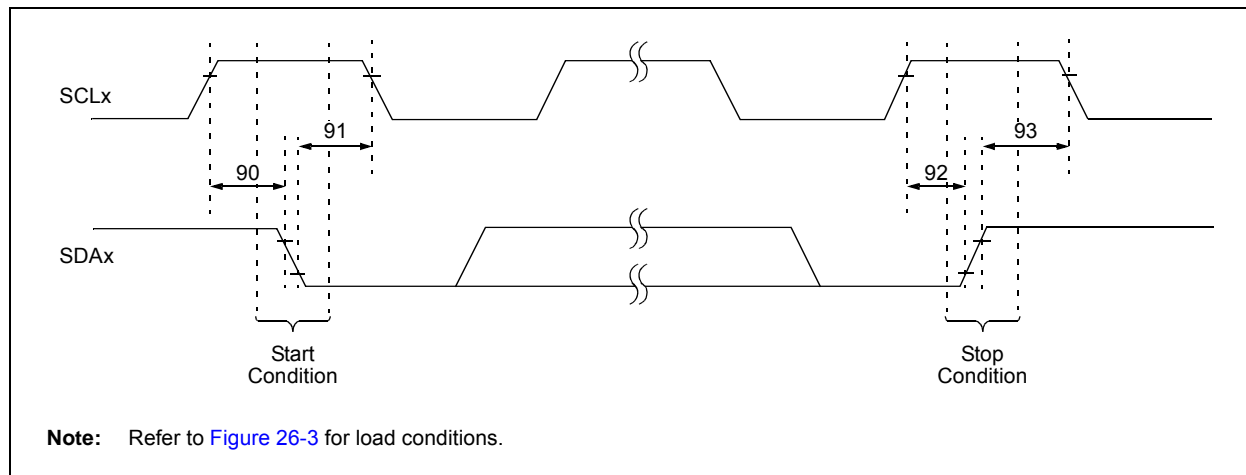 SCLx
91
93
90
92
SDAx
Start
Condition
Stop
Condition
Note: Refer to Figure 26-3 for load conditions.